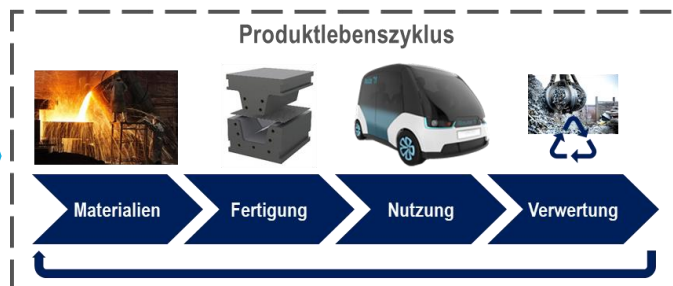 Produktlebenszyklus
Materialien
Fertigung
Nutzung
Verwertung